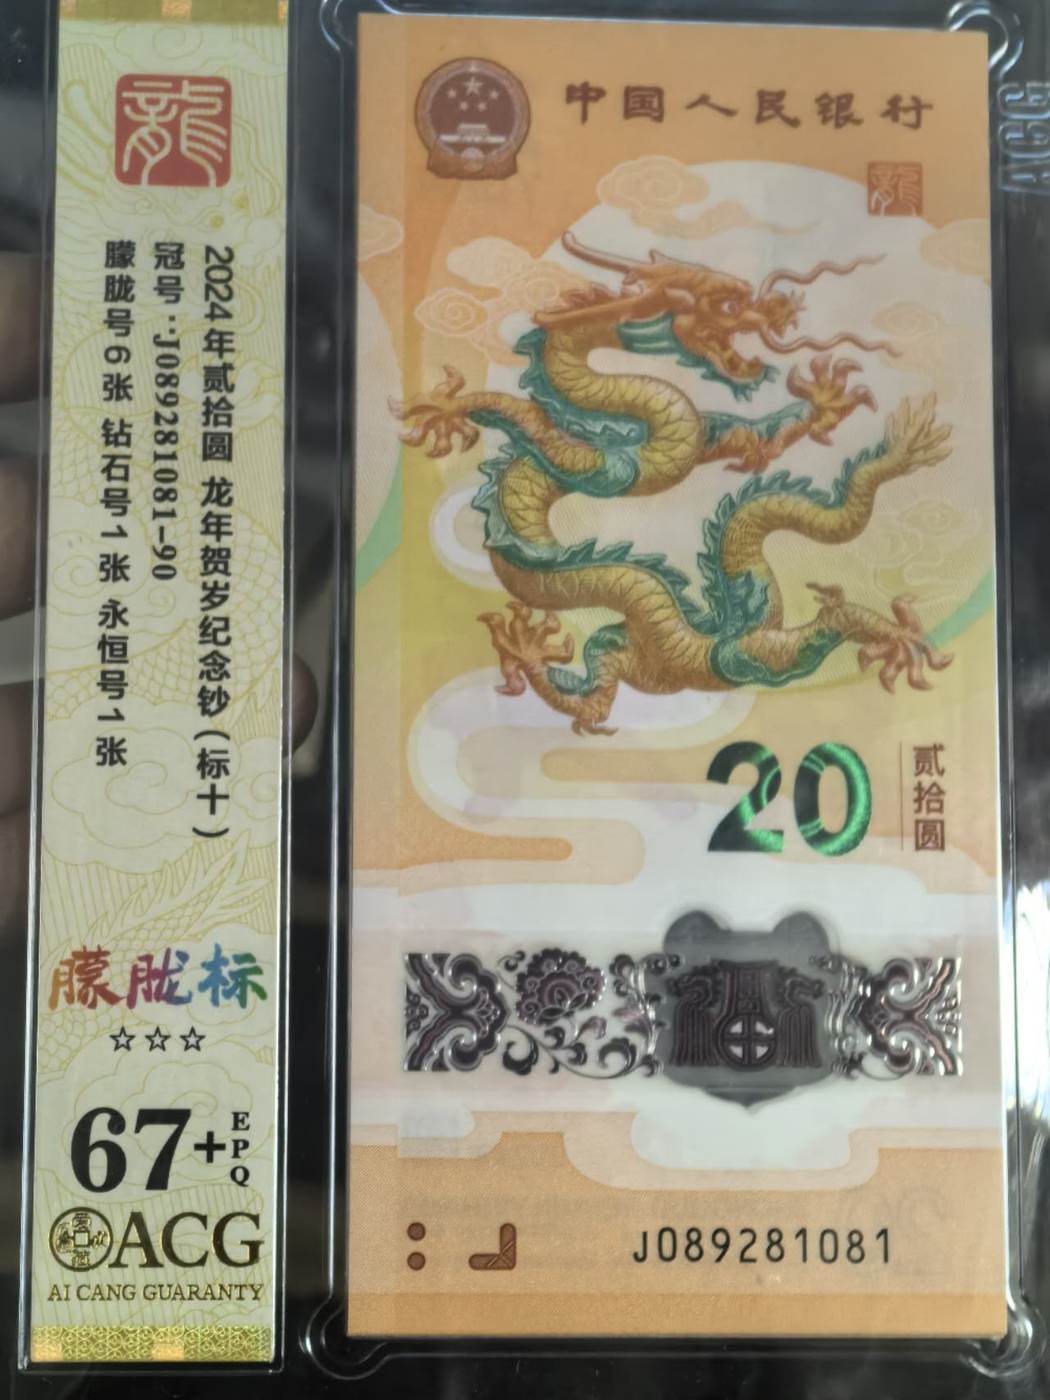 龍
2024年贰拾圆 龙年贺岁纪念钞(标十)
冠号:J089281081-90
朦胧号6张 钻石号1张 永恒号1张
朦胧标
☆☆☆
67+EPQ
ACG
AI CANG GUARANTY
中国人民银行
龍
20
贰拾圆
J089281081